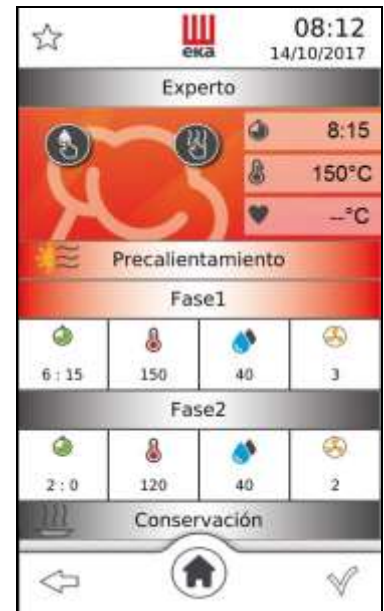 eka
08:12
14/10/2017
Experto
8:15
150°C
--°C
Precalientamiento
Fase1
6 : 15 150 40 3
Fase2
2 : 0 120 40 2
Conservación